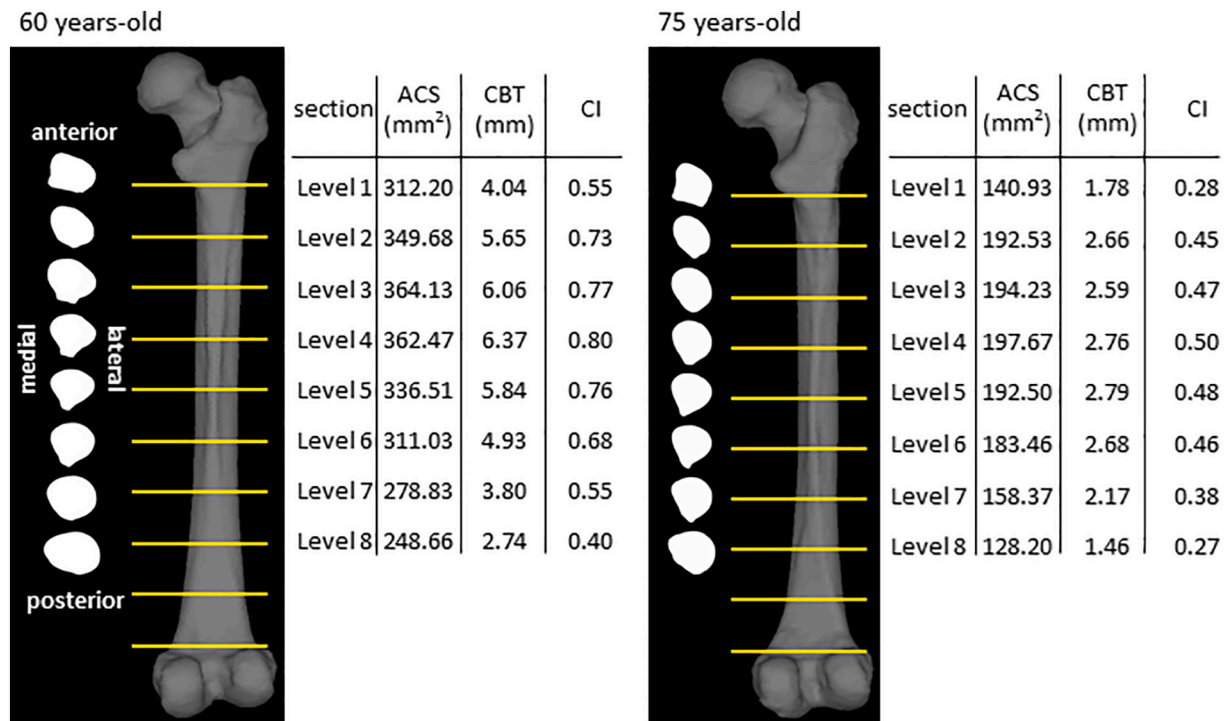 60 years-old
anterior
medial
lateral
posterior
section ACS (mm²) CBT (mm) CI
Level 1 312.20 4.04 0.55
Level 2 349.68 5.65 0.73
Level 3 364.13 6.06 0.77
Level 4 362.47 6.37 0.80
Level 5 336.51 5.84 0.76
Level 6 311.03 4.93 0.68
Level 7 278.83 3.80 0.55
Level 8 248.66 2.74 0.40
75 years-old
section ACS (mm²) CBT (mm) CI
Level 1 140.93 1.78 0.28
Level 2 192.53 2.66 0.45
Level 3 194.23 2.59 0.47
Level 4 197.67 2.76 0.50
Level 5 192.50 2.79 0.48
Level 6 183.46 2.68 0.46
Level 7 158.37 2.17 0.38
Level 8 128.20 1.46 0.27